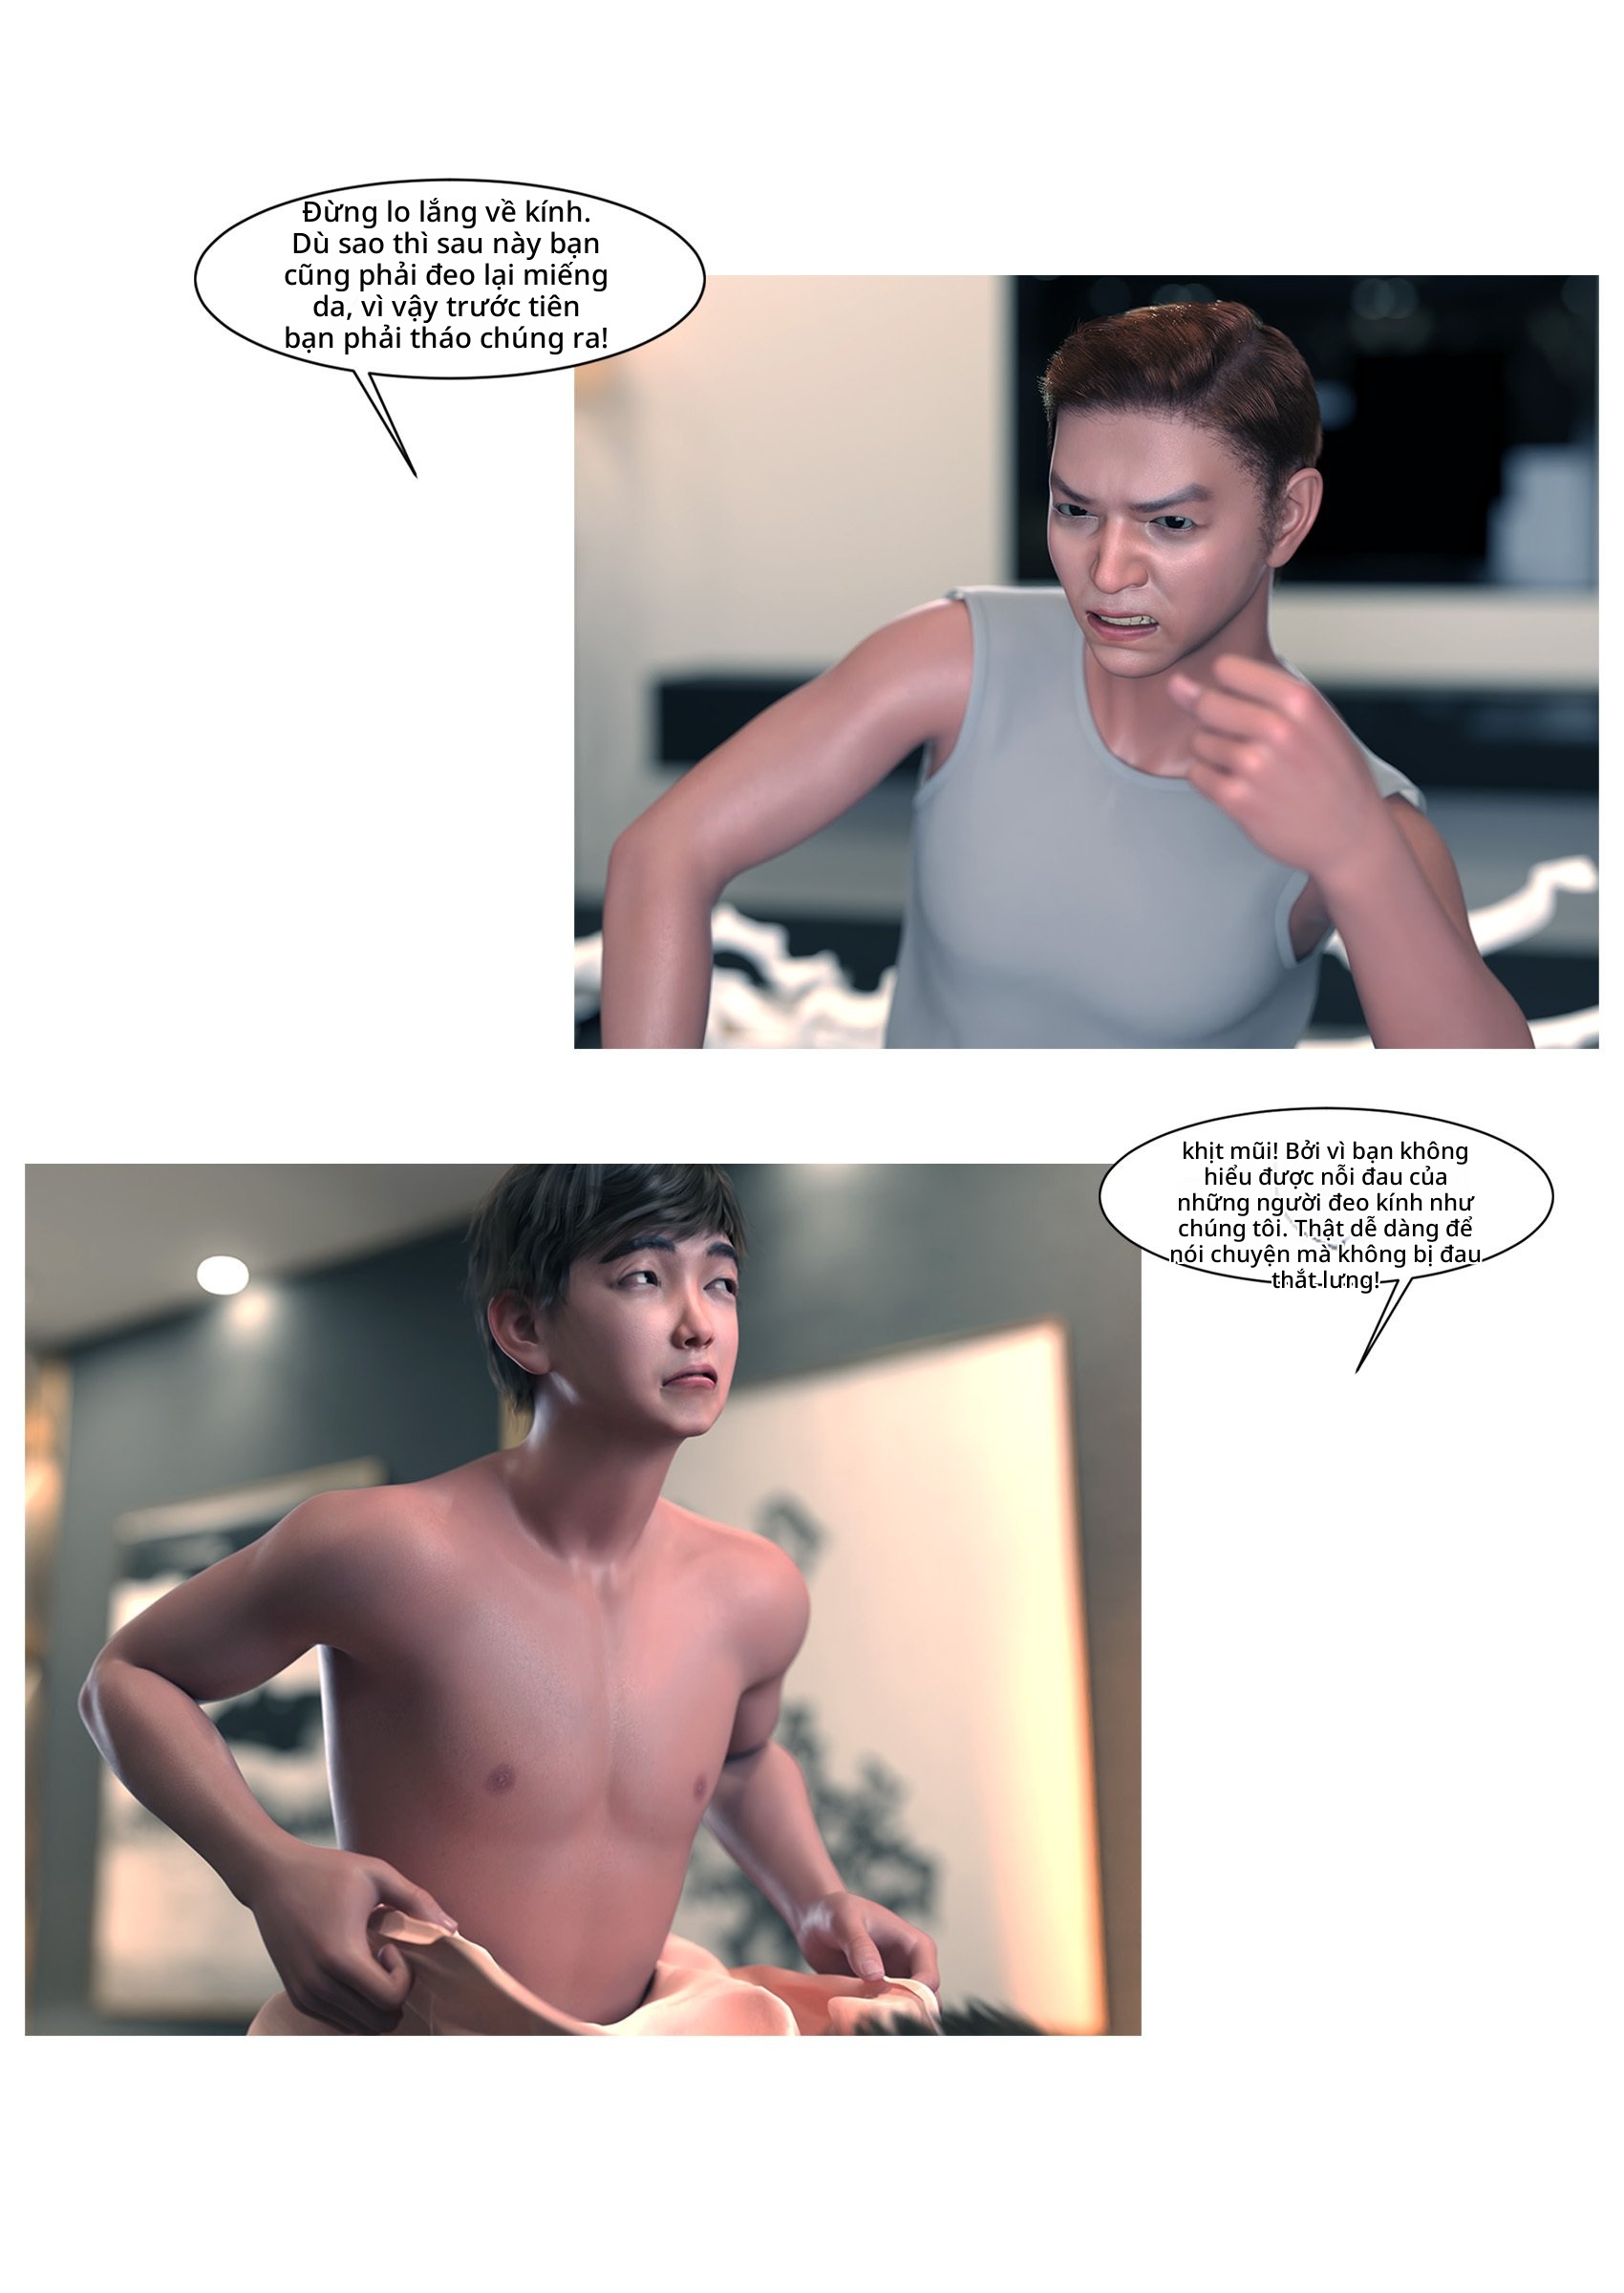 Đừng lo lắng về kính.
Dù sao thì sau này bạn
cũng phải đeo lại miếng
da, vì vậy trước tiên
bạn phải tháo chúng ra!
khịt mũi! Bởi vì bạn không
hiểu được nỗi đau của
những người đeo kính như
chúng tôi. Thật dễ dàng để
nói chuyện mà không bị đau
thắt lưng!